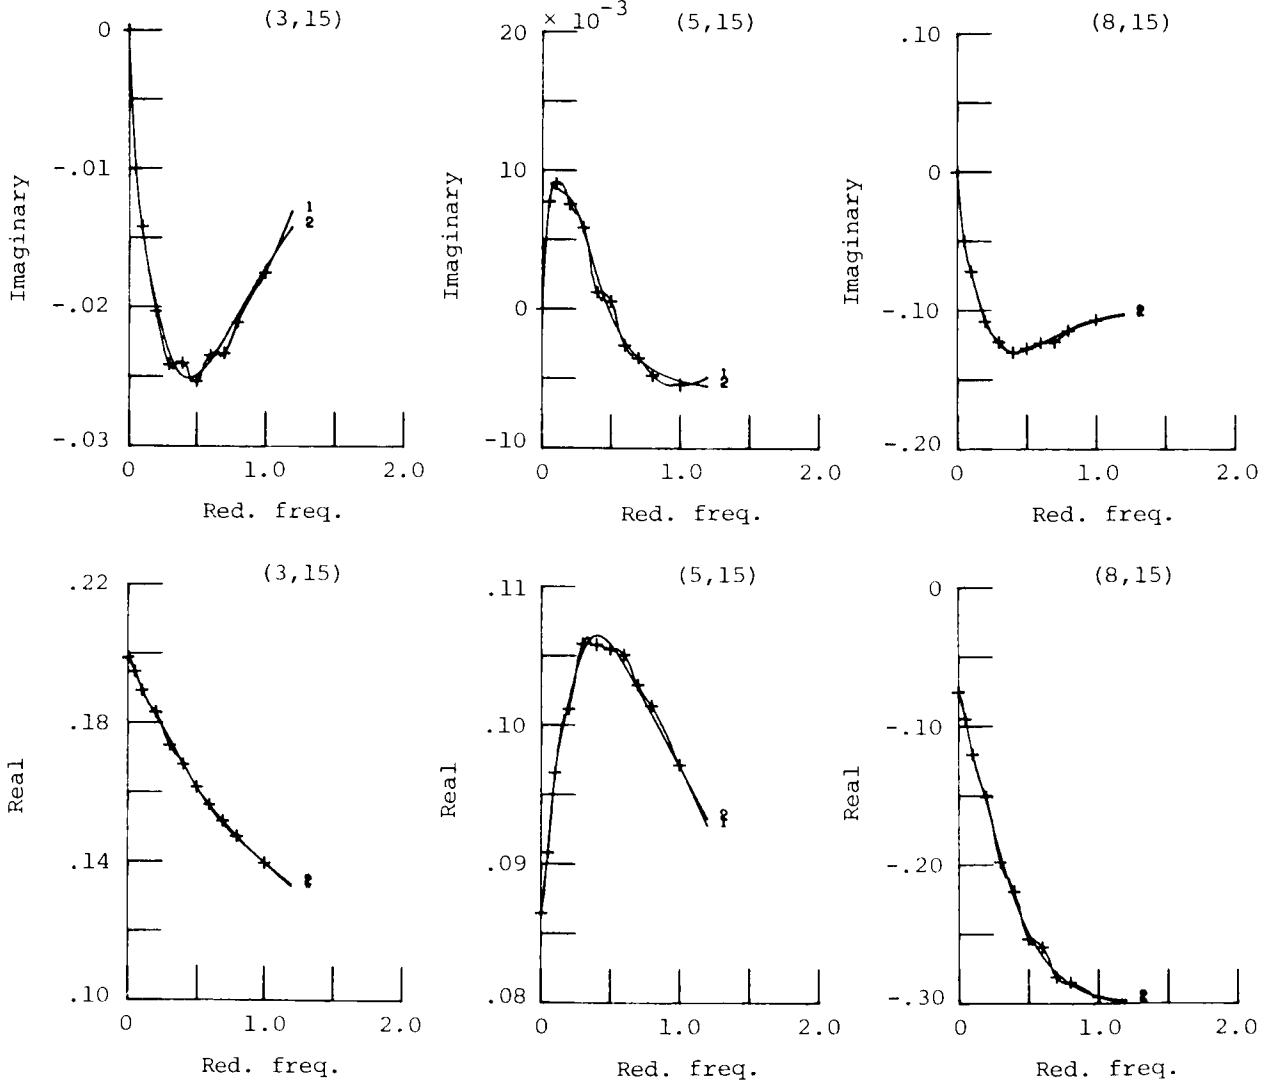 (3,15)
0
-.01
-.02
-.03
Imaginary
1
2
0 1.0 2.0
Red. freq.
× 10-3
(5,15)
20
10
0
-10
Imaginary
1
2
0 1.0 2.0
Red. freq.
(8,15)
.10
0
-.10
-.20
Imaginary
0 1.0 2.0
Red. freq.
(3,15)
.22
.18
.14
.10
Real
0 1.0 2.0
Red. freq.
(5,15)
.11
.10
.09
.08
Real
2
1
0 1.0 2.0
Red. freq.
(8,15)
0
-.10
-.20
-.30
Real
0 1.0 2.0
Red. freq.